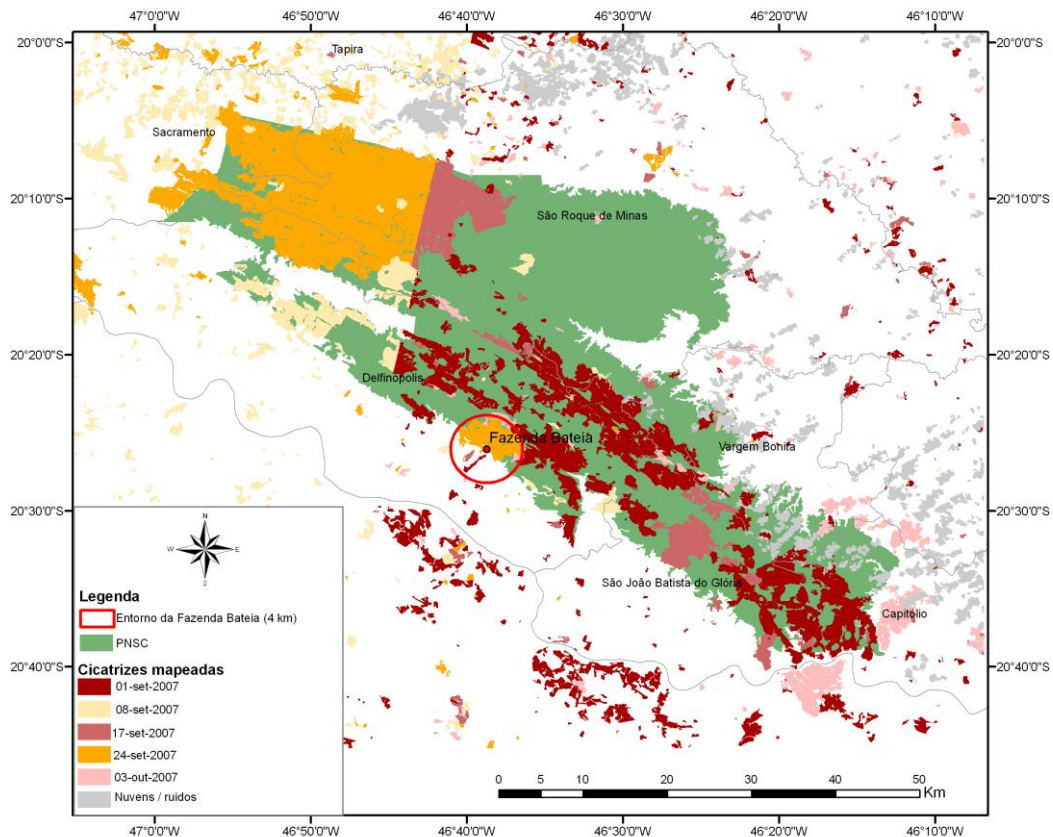 47°0'0"W 46°50'0"W 46°40'0"W 46°30'0"W 46°20'0"W 46°10'0"W
20°0'0"S
20°0'0"S
Tapira
Sacramento
20°10'0"S
20°10'0"S
São Roque de Minas
20°20'0"S
20°20'0"S
Delfinópolis
Fazenda Bateia
Vargem Bonita
20°30'0"S
20°30'0"S
N
W
E
S
São João Batista do Glória
Capitólio
Legenda
Entorno da Fazenda Bateia (4 km)
PNSC
20°40'0"S
20°40'0"S
Cicatrizes mapeadas
01-set-2007
08-set-2007
17-set-2007
24-set-2007
03-out-2007
Nuvens / ruidos
0 5 10 20 30 40 50
Km
47°0'0"W 46°50'0"W 46°40'0"W 46°30'0"W 46°20'0"W 46°10'0"W